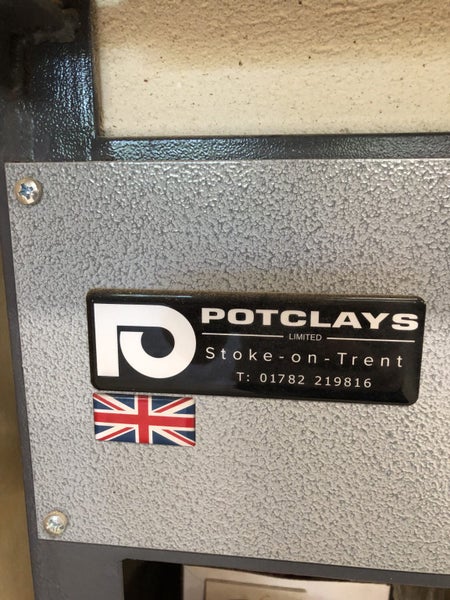 POTCLAYS
LIMITED
Stoke-on-Trent
T: 01782 219816